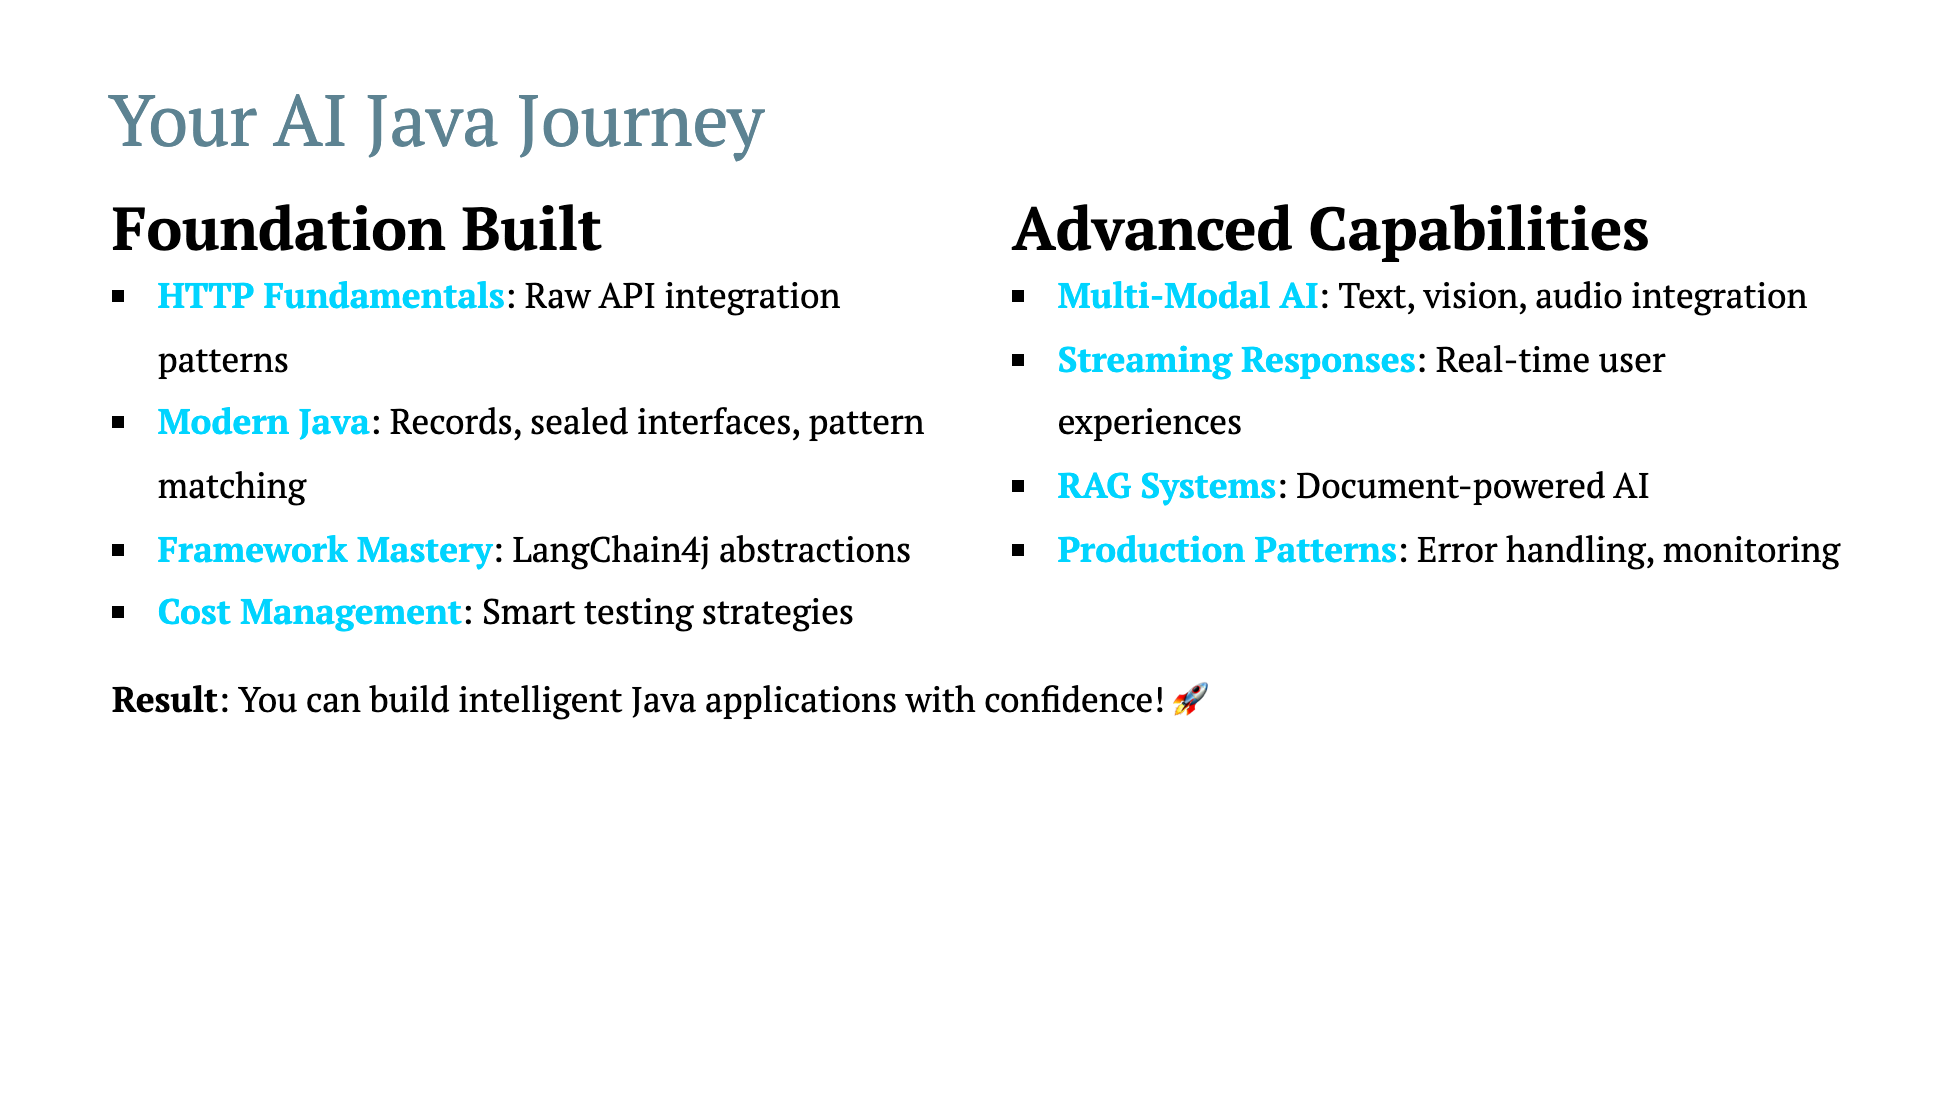 Your AI Java Journey
Foundation Built
HTTP Fundamentals: Raw API integration
patterns
Modern Java: Records, sealed interfaces, pattern
matching
Framework Mastery: LangChain4j abstractions
Cost Management: Smart testing strategies
Advanced Capabilities
Multi-Modal AI: Text, vision, audio integration
Streaming Responses: Real-time user
experiences
RAG Systems: Document-powered AI
Production Patterns: Error handling, monitoring
Result: You can build intelligent Java applications with confidence! 🚀